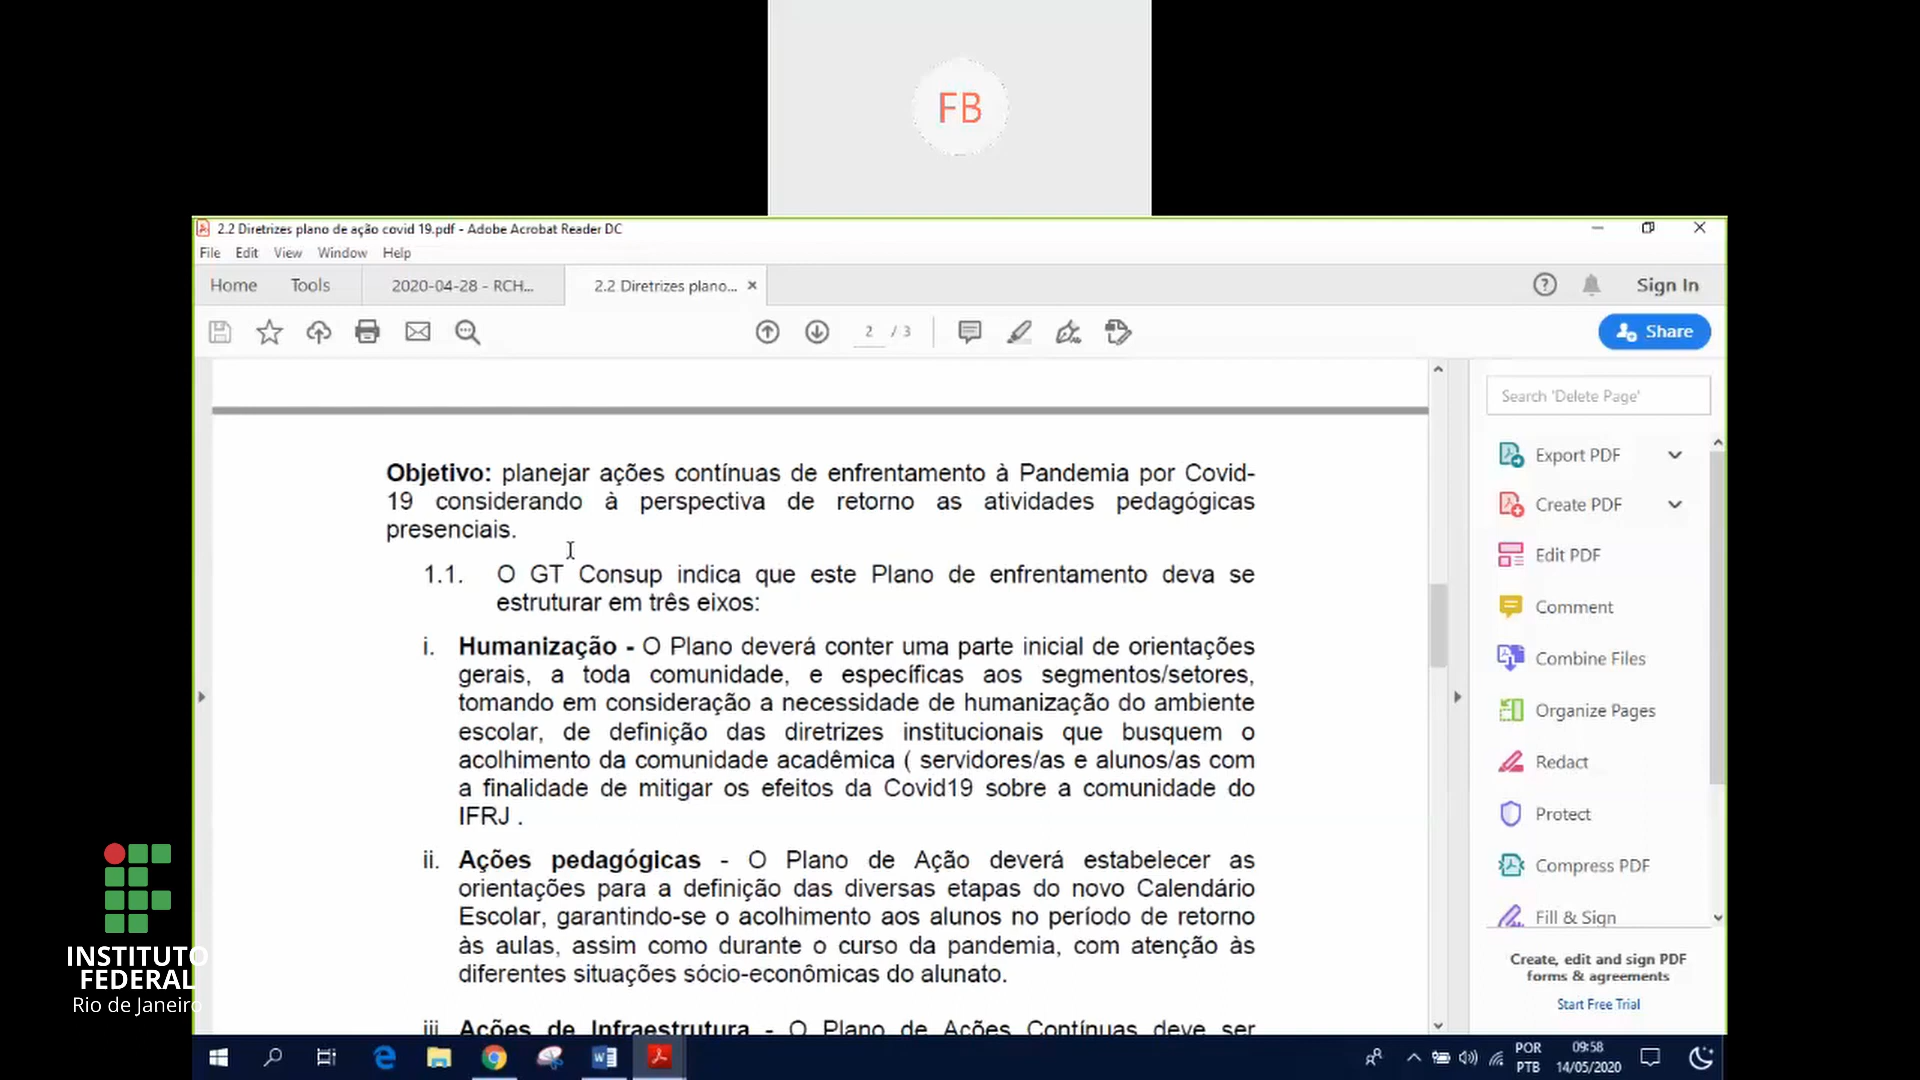 FB
2.2 Diretrizes plano de ação covid 19.pdf - Adobe Acrobat Reader DC
File Edit View Window Help
Home Tools 2020-04-28 - RCH... 2.2 Diretrizes plano... Sign In
2 / 3 Share
Search 'Delete Page'
Objetivo: planejar ações contínuas de enfrentamento à Pandemia por Covid-
19 considerando à perspectiva de retorno as atividades pedagógicas
presenciais.
1.1. O GT Consup indica que este Plano de enfrentamento deva se
estruturar em três eixos:
i. Humanização - O Plano deverá conter uma parte inicial de orientações
gerais, a toda comunidade, e específicas aos segmentos/setores,
tomando em consideração a necessidade de humanização do ambiente
escolar, de definição das diretrizes institucionais que busquem o
acolhimento da comunidade acadêmica ( servidores/as e alunos/as com
a finalidade de mitigar os efeitos da Covid19 sobre a comunidade do
IFRJ .
ii. Ações pedagógicas - O Plano de Ação deverá estabelecer as
orientações para a definição das diversas etapas do novo Calendário
Escolar, garantindo-se o acolhimento aos alunos no período de retorno
às aulas, assim como durante o curso da pandemia, com atenção às
diferentes situações sócio-econômicas do alunato.
iii Ações de Infraestrutura - O Plano de Ações Contínuas deve ser
Export PDF
Create PDF
Edit PDF
Comment
Combine Files
Organize Pages
Redact
Protect
Compress PDF
Fill & Sign
Create, edit and sign PDF
forms & agreements
Start Free Trial
INSTITUTO
FEDERAL
Rio de Janeiro
POR
PTB
09:58
14/05/2020